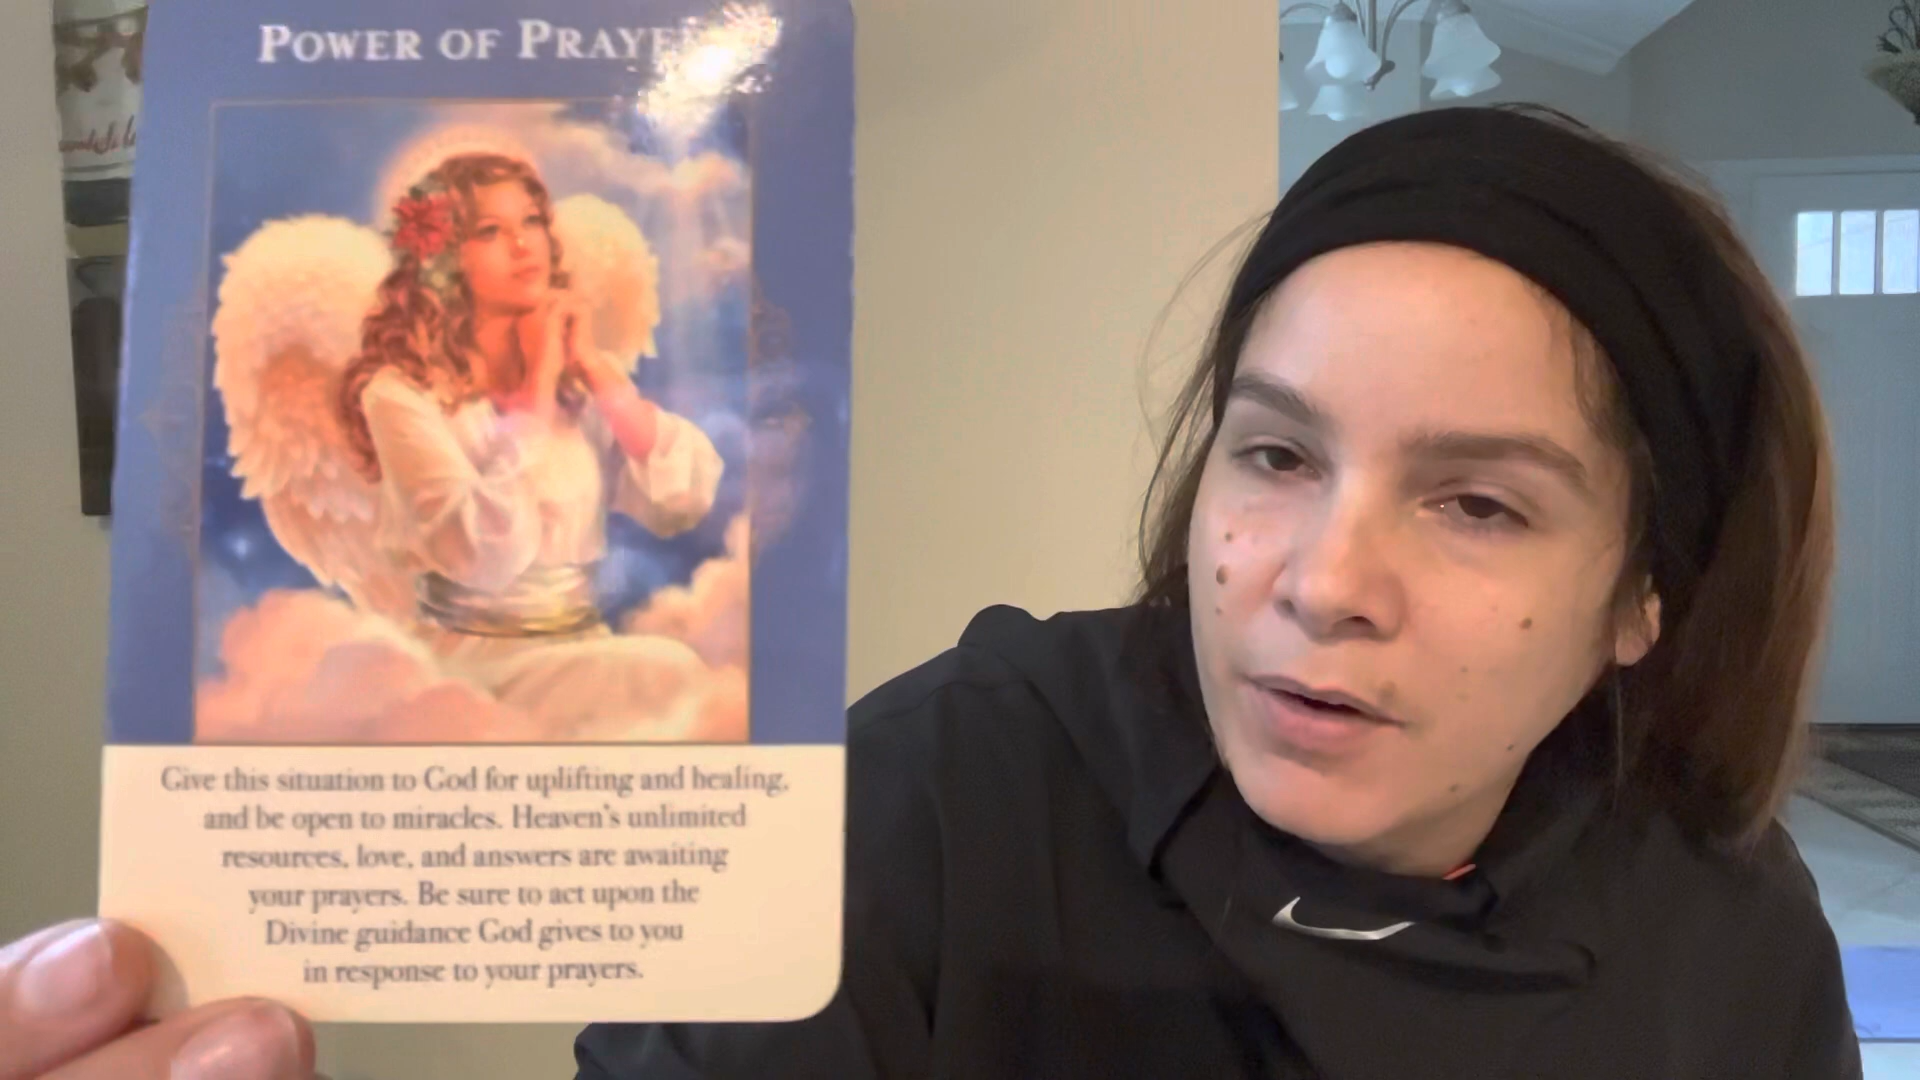 POWER OF PRAYER
Give this situation to God for uplifting and healing,
and be open to miracles. Heaven's unlimited
resources, love, and answers are awaiting
your prayers. Be sure to act upon the
Divine guidance God gives to you
in response to your prayers.